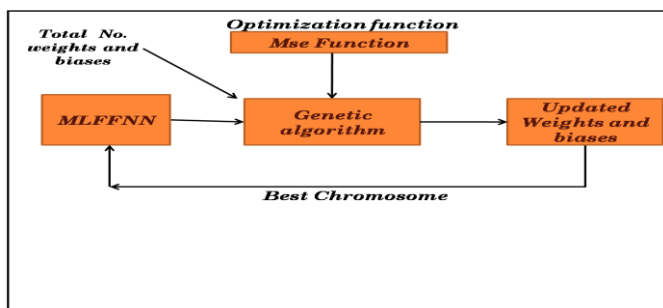 Optimization function
Mse Function
Total No.
weights and
biases
MLFFNN
Genetic
algorithm
Updated
Weights and
biases
Best Chromosome